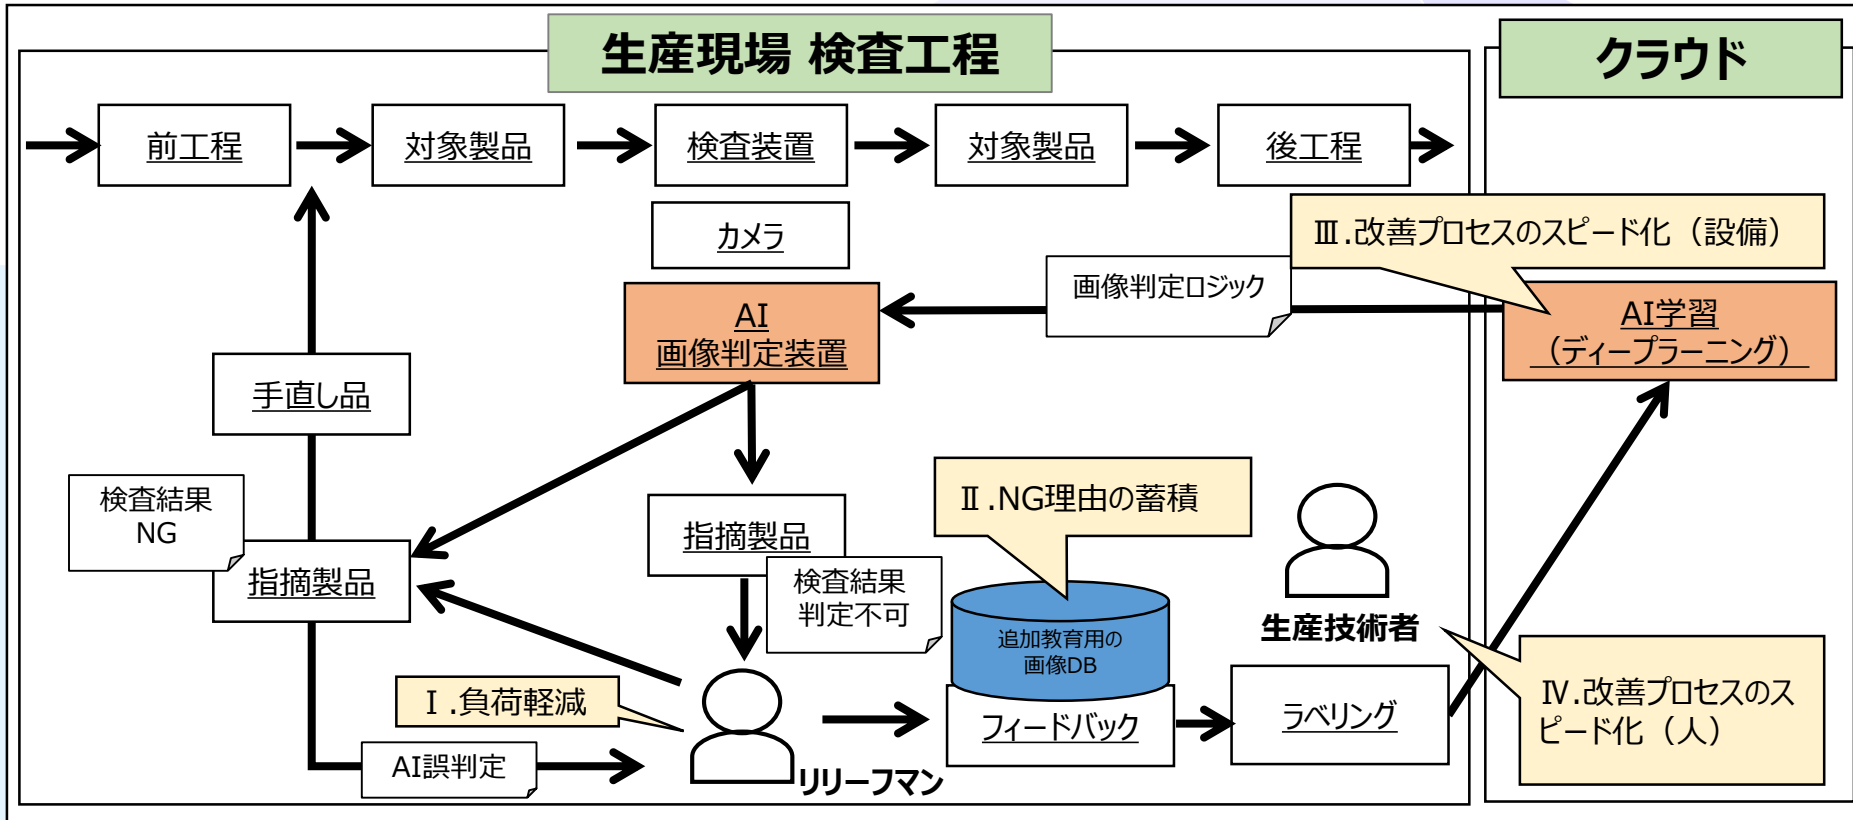 生産現場 検査工程
クラウド
前工程
対象製品
検査装置
対象製品
後工程
カメラ
Ⅲ.改善プロセスのスピード化（設備）
画像判定ロジック
AI
画像判定装置
AI学習
（ディープラーニング）
手直し品
検査結果
NG
指摘製品
指摘製品
検査結果
判定不可
Ⅱ.NG理由の蓄積
追加教育用の
画像DB
生産技術者
Ⅰ.負荷軽減
フィードバック
ラベリング
Ⅳ.改善プロセスのス
ピード化（人）
AI誤判定
リリーフマン